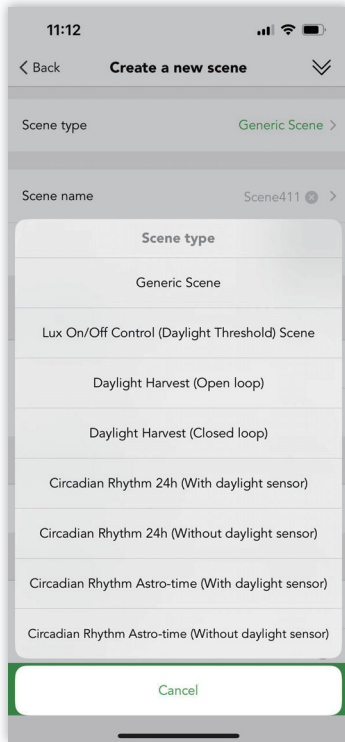 11:12
Back Create a new scene
Scene type Generic Scene
Scene name Scene411
Scene type
Generic Scene
Lux On/Off Control (Daylight Threshold) Scene
Daylight Harvest (Open loop)
Daylight Harvest (Closed loop)
Circadian Rhythm 24h (With daylight sensor)
Circadian Rhythm 24h (Without daylight sensor)
Circadian Rhythm Astro-time (With daylight sensor)
Circadian Rhythm Astro-time (Without daylight sensor)
Cancel